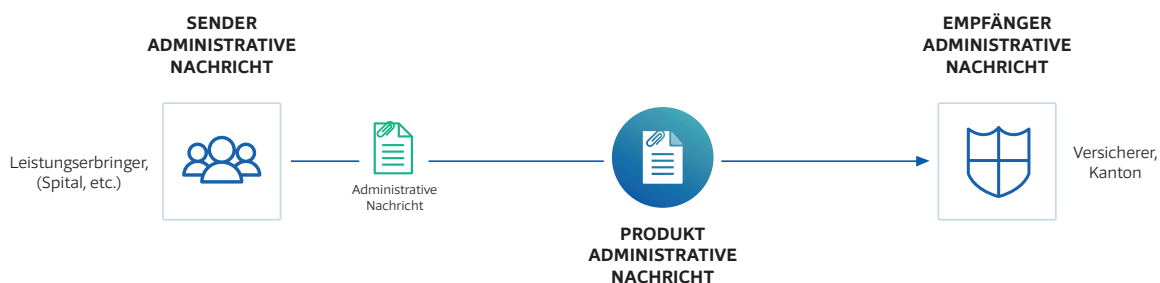 SENDER
ADMINISTRATIVE
NACHRICHT
EMPFÄNGER
ADMINISTRATIVE
NACHRICHT
Leistungserbringer,
(Spital, etc.)
Administrative
Nachricht
Versicherer,
Kanton
PRODUKT
ADMINISTRATIVE
NACHRICHT